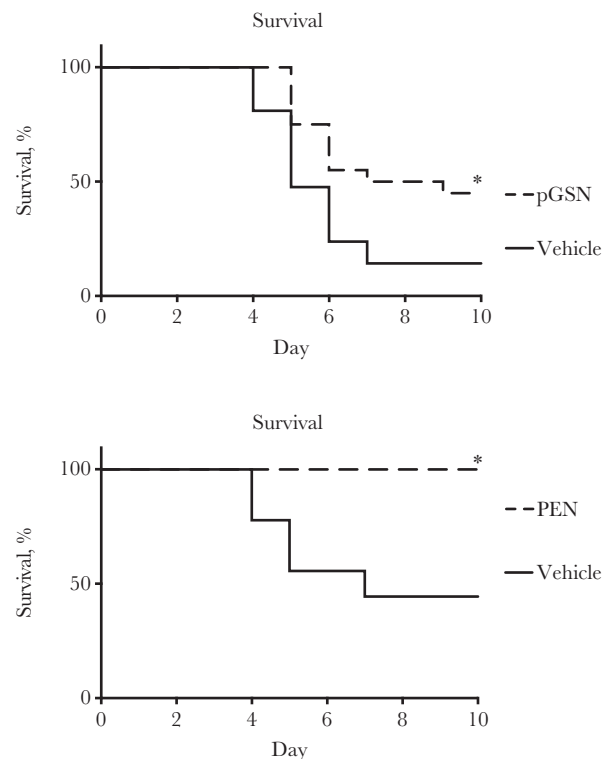 Survival
100
50
0
Survival, %
0 2 4 6 8 10
Day
*
pGSN
Vehicle
Survival
100
50
0
Survival, %
0 2 4 6 8 10
Day
*
PEN
Vehicle